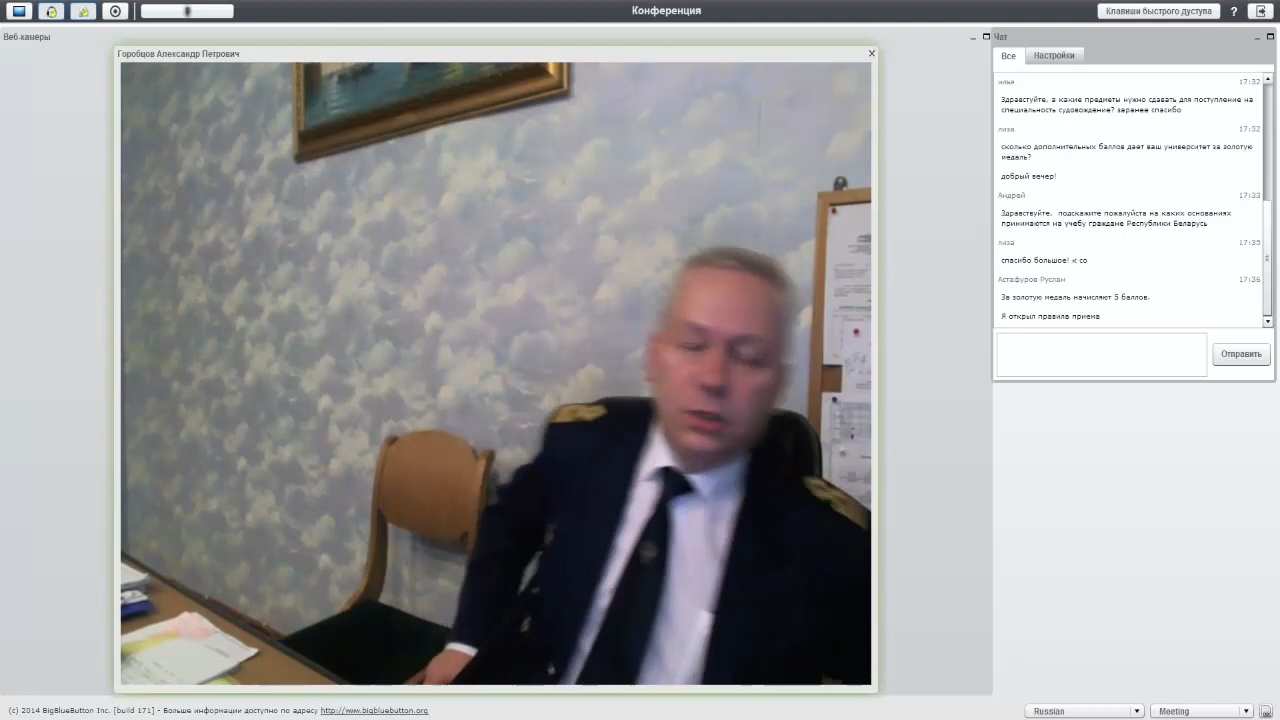 Конференция
Клавиши быстрого доступа
?
Веб-камеры
Горобцов Александр Петрович
X
Чат
Все
Настройки
илья 17:32
Здравстуйте, а какие предметы нужно сдавать для поступление на
специальность судовождение? заранее спасибо
лиза 17:32
сколько дополнительных баллов дает ваш университет за золотую
медаль?
добрый вечер!
Андрей 17:33
Здравствуйте, подскажите пожалуйста на каких основаниях
принимаются на учебу граждане Республики Беларусь
лиза 17:35
спасибо большое! к со
Астафуров Руслан 17:36
За золотую медаль начисляют 5 баллов.
Я открыл правила приема
Отправить
(c) 2014 BigBlueButton Inc. [build 171] - Больше информации доступно по адресу http://www.bigbluebutton.org
Russian
Meeting